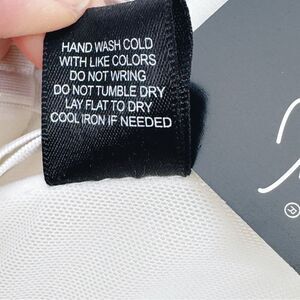 HAND WASH COLD
WITH LIKE COLORS
DO NOT WRING
DO NOT TUMBLE DRY
LAY FLAT TO DRY
COOL IRON IF NEEDED
®